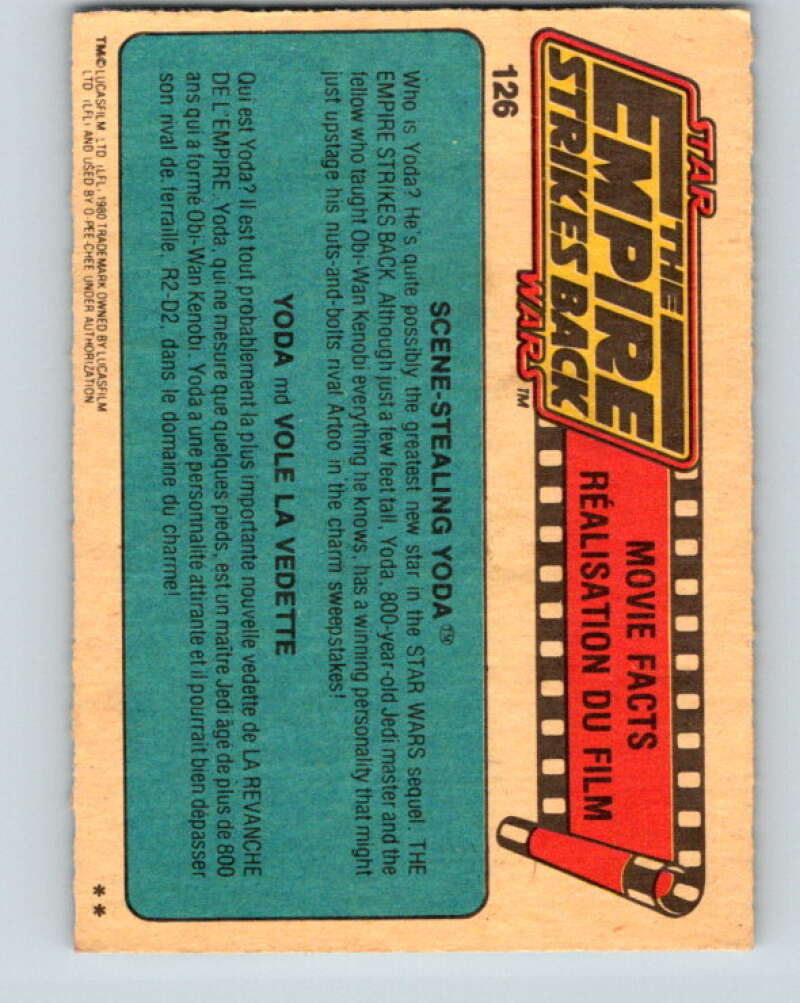 STAR
THE
EMPIRE
STRIKES BACK
WARS™
MOVIE FACTS
RÉALISATION DU FILM
126
SCENE-STEALING YODA™
Who is Yoda? He's quite possibly the greatest new star in the STAR WARS sequel, THE
EMPIRE STRIKES BACK. Although just a few feet tall, Yoda, 800-year-old Jedi master and the
fellow who taught Obi-Wan Kenobi everything he knows, has a winning personality that might
just upstage his nuts-and-bolts rival Artoo in the charm sweepstakes!
YODA md VOLE LA VEDETTE
Qui est Yoda? Il est tout probablement la plus importante nouvelle vedette de LA REVANCHE
DE L'EMPIRE. Yoda, qui ne mesure que quelques pieds, est un maître Jedi âgé de plus de 800
ans qui a formé Obi-Wan Kenobi. Yoda a une personnalité attirante et il pourrait bien dépasser
son rival de ferraille, R2-D2, dans le domaine du charme!
TM© LUCASFILM LTD (LFL) 1980 TRADEMARK OWNED BY LUCASFILM
LTD (LFL) AND USED BY O-PEE-CHEE UNDER AUTHORIZATION
**